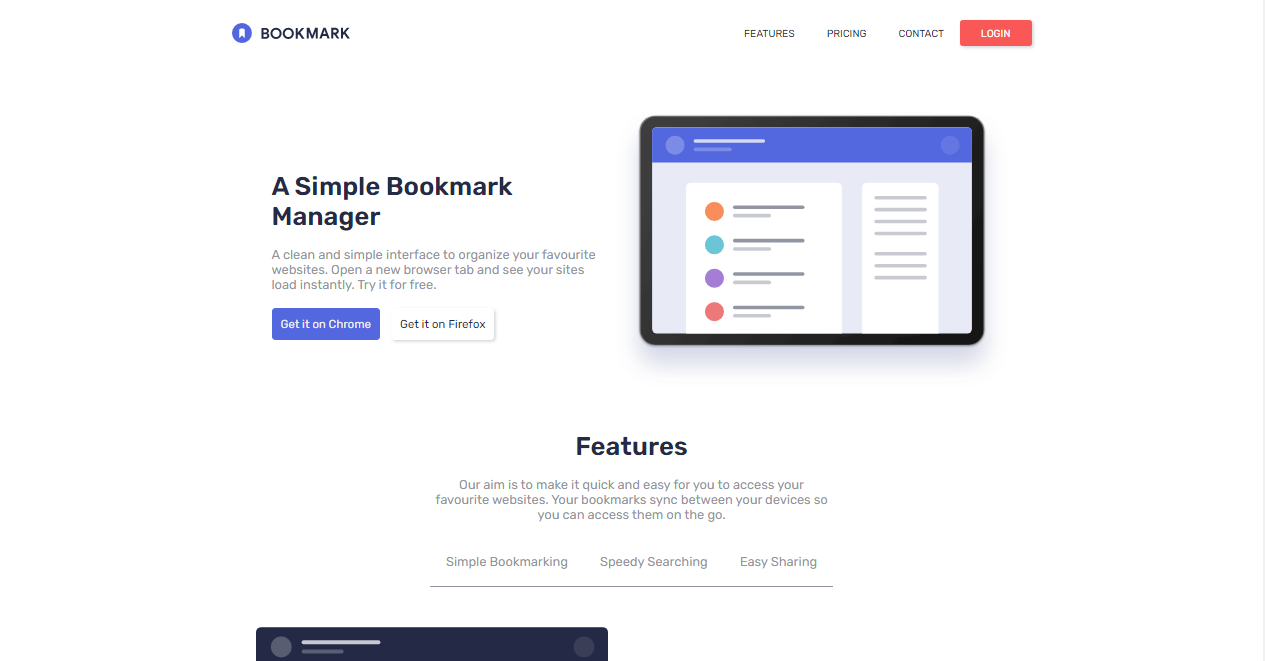 BOOKMARK
FEATURES
PRICING
CONTACT
LOGIN
A Simple Bookmark
Manager
A clean and simple interface to organize your favourite
websites. Open a new browser tab and see your sites
load instantly. Try it for free.
Get it on Chrome
Get it on Firefox
Features
Our aim is to make it quick and easy for you to access your
favourite websites. Your bookmarks sync between your devices so
you can access them on the go.
Simple Bookmarking
Speedy Searching
Easy Sharing